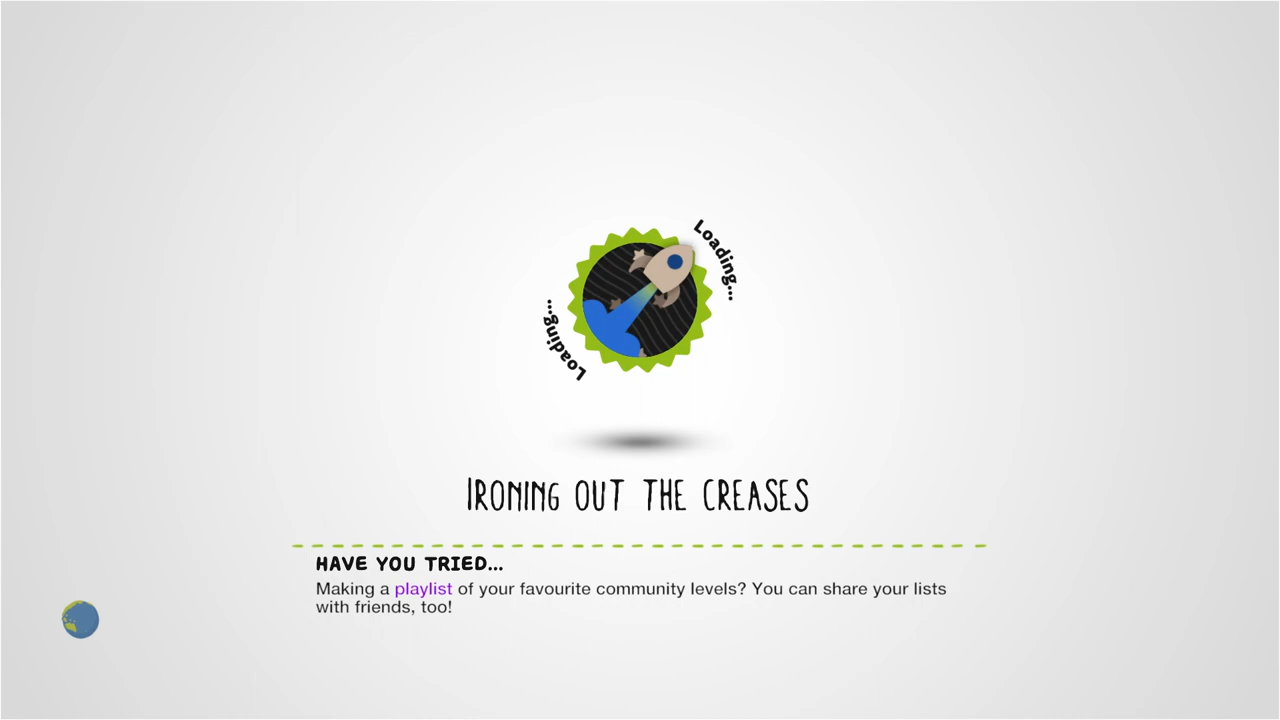 Loading...
Loading...
IRONING OUT THE CREASES
HAVE YOU TRIED...
Making a playlist of your favourite community levels? You can share your lists
with friends, too!